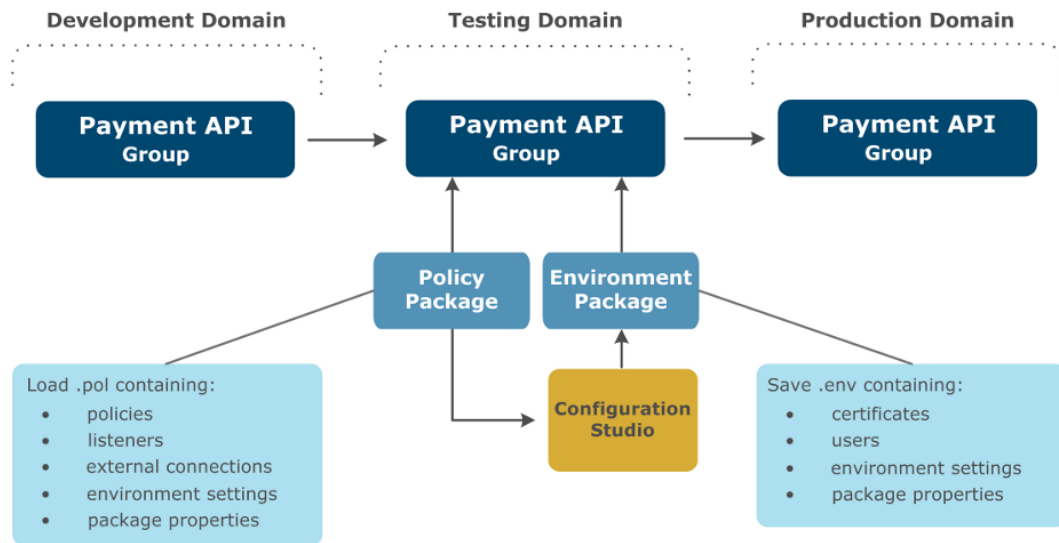 Development Domain
Testing Domain
Production Domain
Payment API
Group
Payment API
Group
Payment API
Group
Policy
Package
Environment
Package
Load .pol containing:
• policies
• listeners
• external connections
• environment settings
• package properties
Configuration
Studio
Save .env containing:
• certificates
• users
• environment settings
• package properties